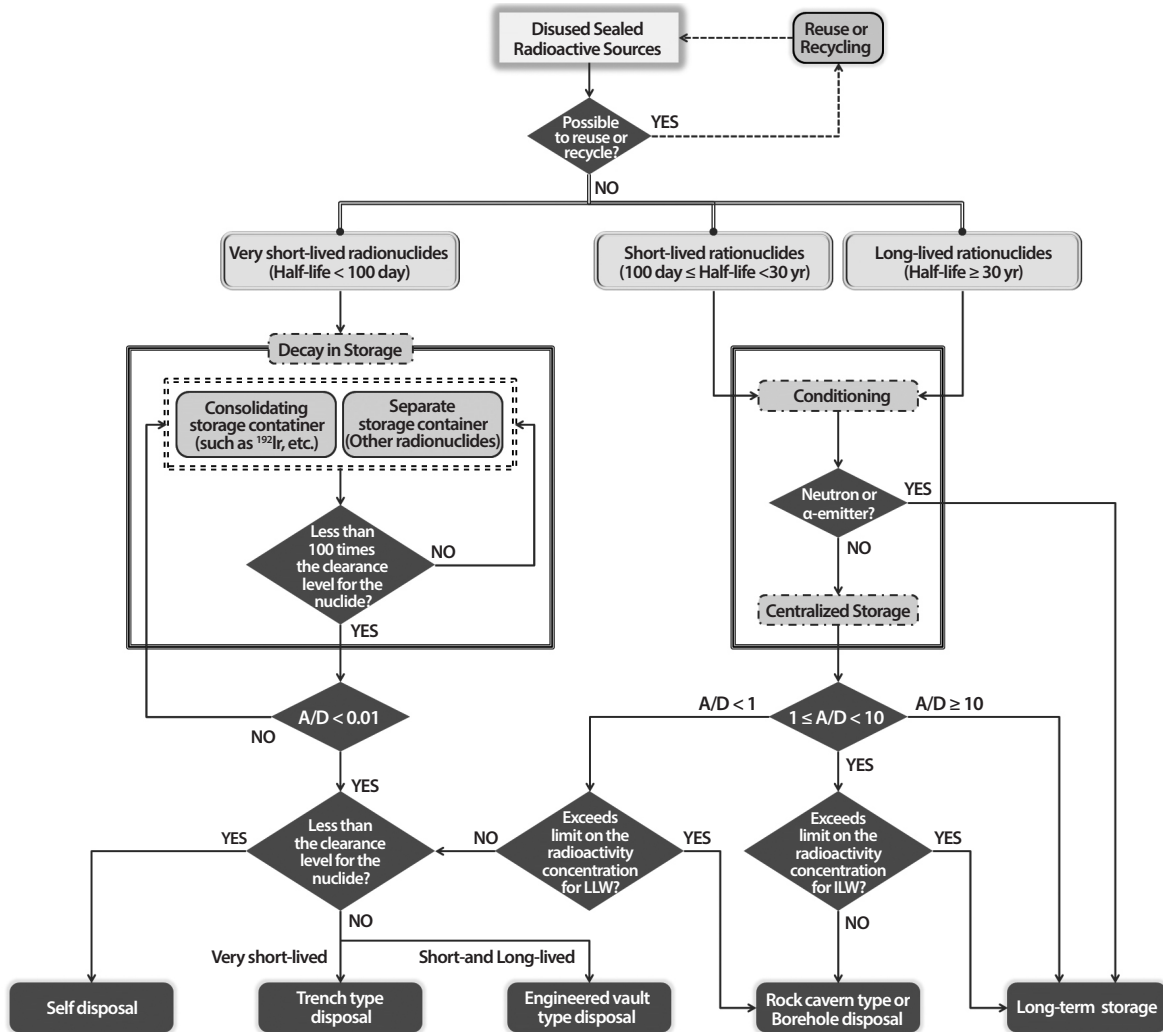 Disused Sealed
Radioactive Sources
Reuse or
Recycling
Possible
to reuse or
recycle?
YES
NO
Very short-lived radionuclides
(Half-life < 100 day)
Short-lived rationuclides
(100 day ≤ Half-life <30 yr)
Long-lived rationuclides
(Half-life ≥ 30 yr)
Decay in Storage
Consolidating
storage contatiner
(such as ¹⁹²Ir, etc.)
Separate
storage container
(Other radionuclides)
Conditioning
Less than
100 times
the clearance
level for the
nuclide?
NO
YES
Neutron or
α-emitter?
YES
NO
Centralized Storage
A/D < 0.01
NO
YES
A/D < 1
1 ≤ A/D < 10
A/D ≥ 10
YES
Less than
the clearance
level for the
nuclide?
YES
NO
Exceeds
limit on the
radioactivity
concentration
for LLW?
NO
YES
Exceeds
limit on the
radioactivity
concentration
for ILW?
YES
NO
Very short-lived
Short-and Long-lived
Self disposal
Trench type
disposal
Engineered vault
type disposal
Rock cavern type or
Borehole disposal
Long-term storage